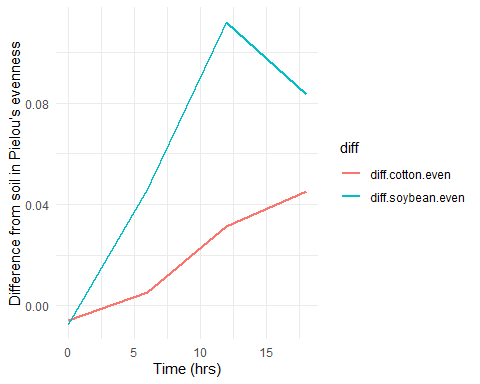 Difference from soil in Pielou's evenness
0.08
0.04
0.00
0
5
10
15
Time (hrs)
diff
diff.cotton.even
diff.soybean.even